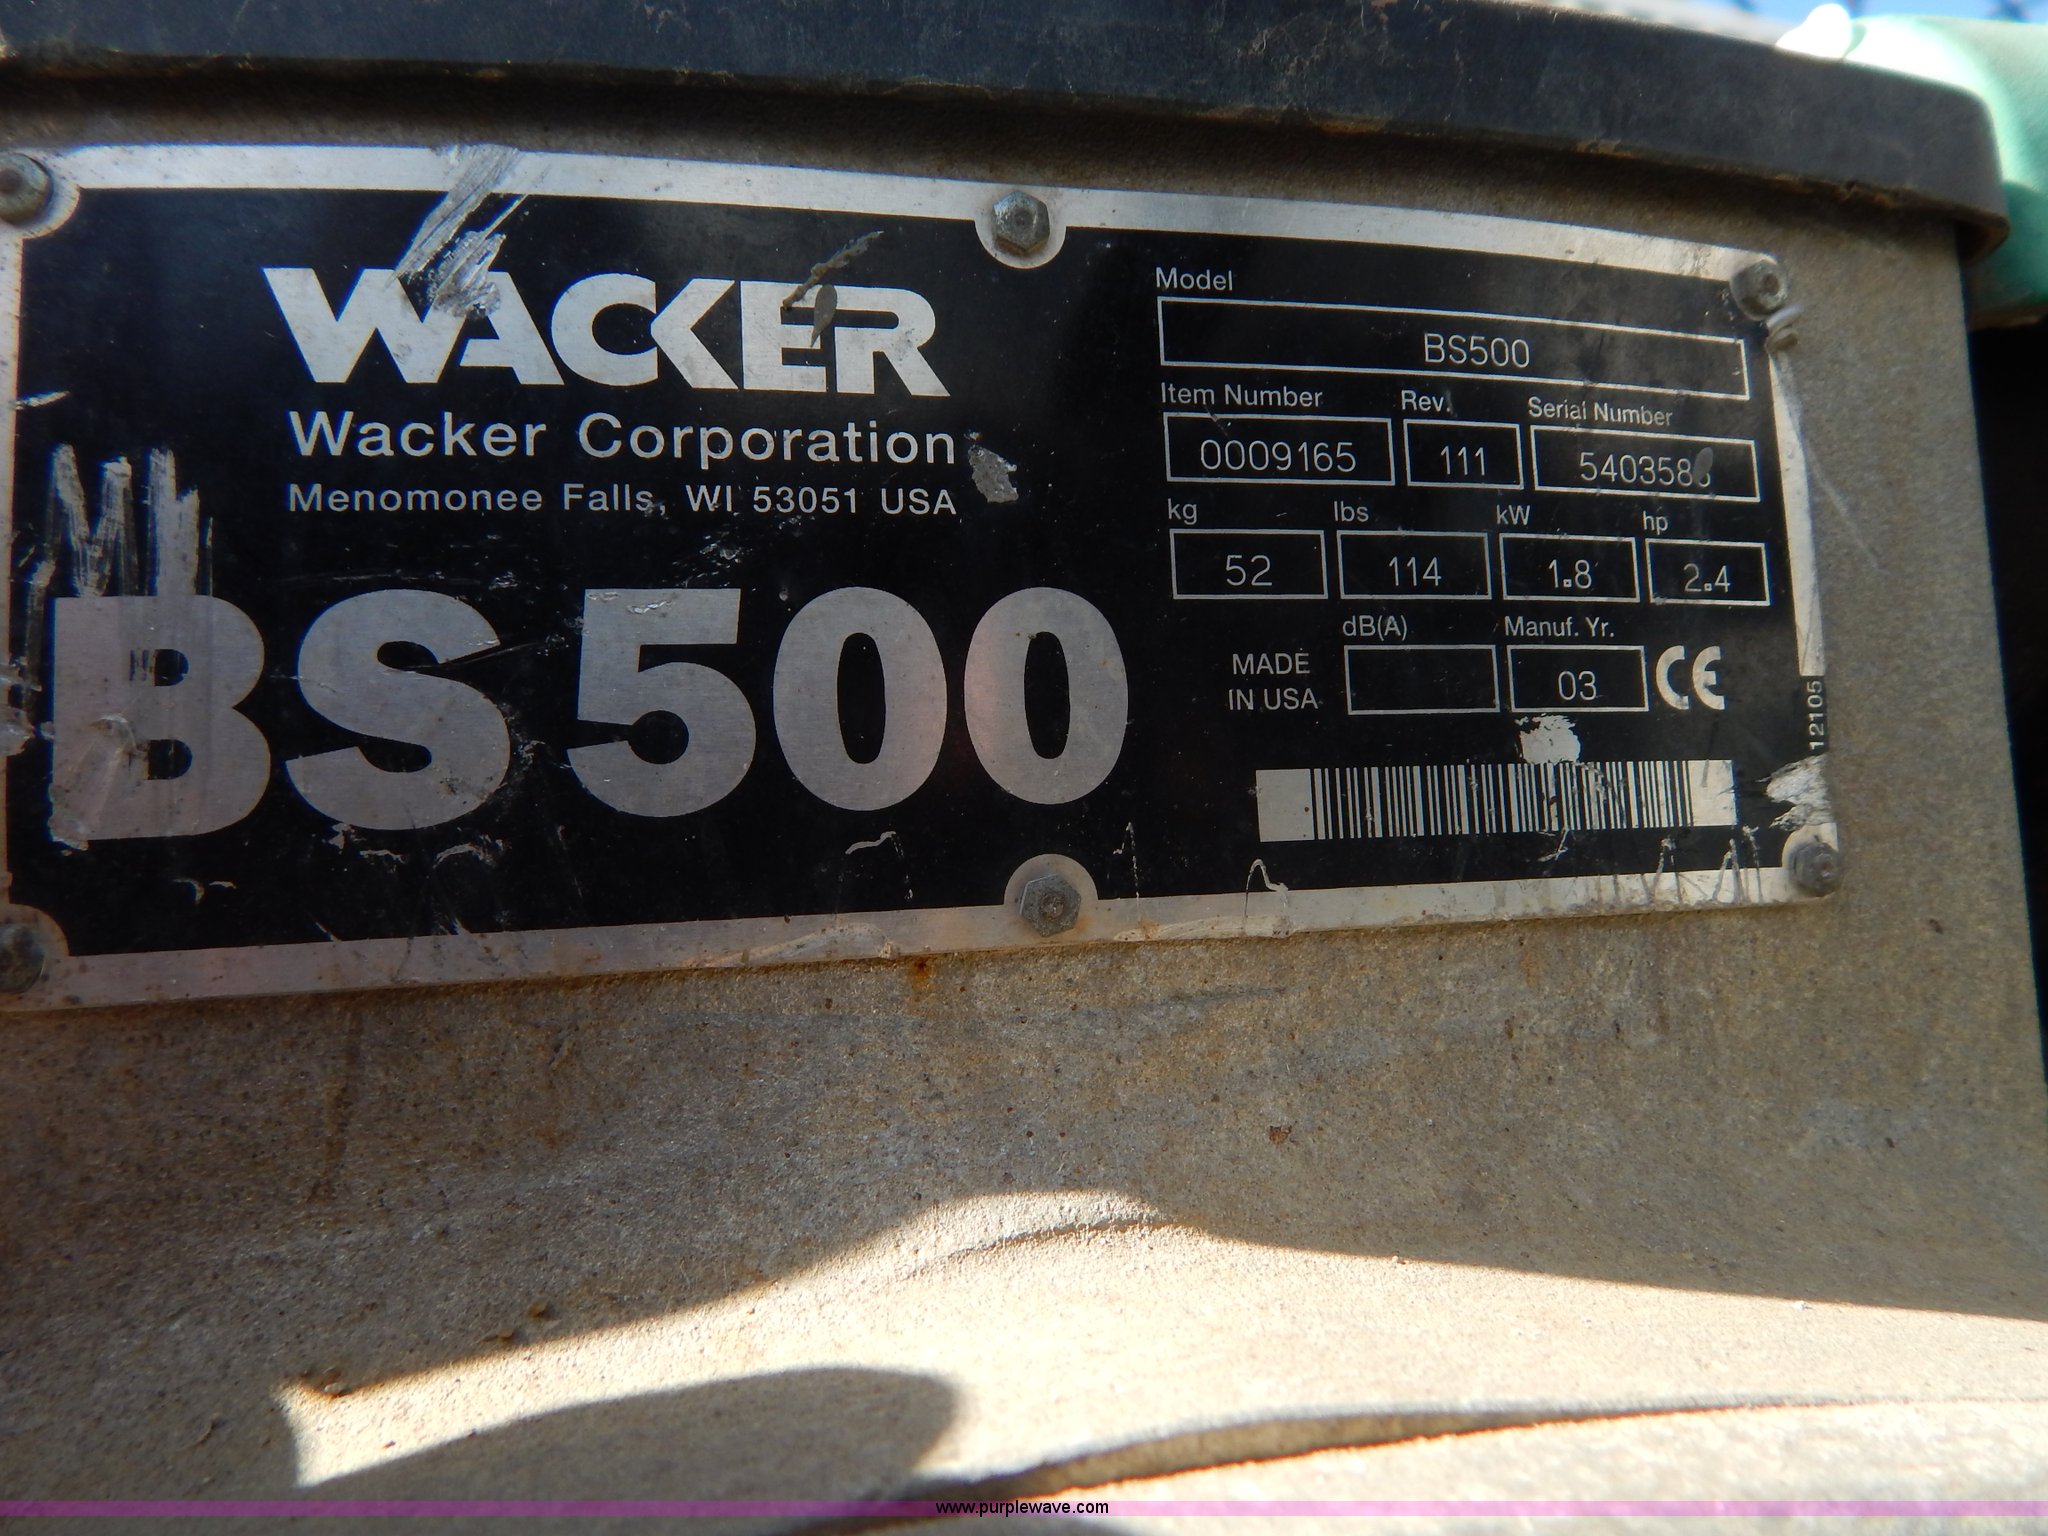 WACKER
Wacker Corporation
Menomonee Falls, WI 53051 USA
BS500
Model
BS500
Item Number Rev. Serial Number
0009165 111
kg lbs kW hp
52 114 1.8 2.4
dB(A) Manuf. Yr.
MADE
IN USA
03 CE
12105
www.purplewave.com